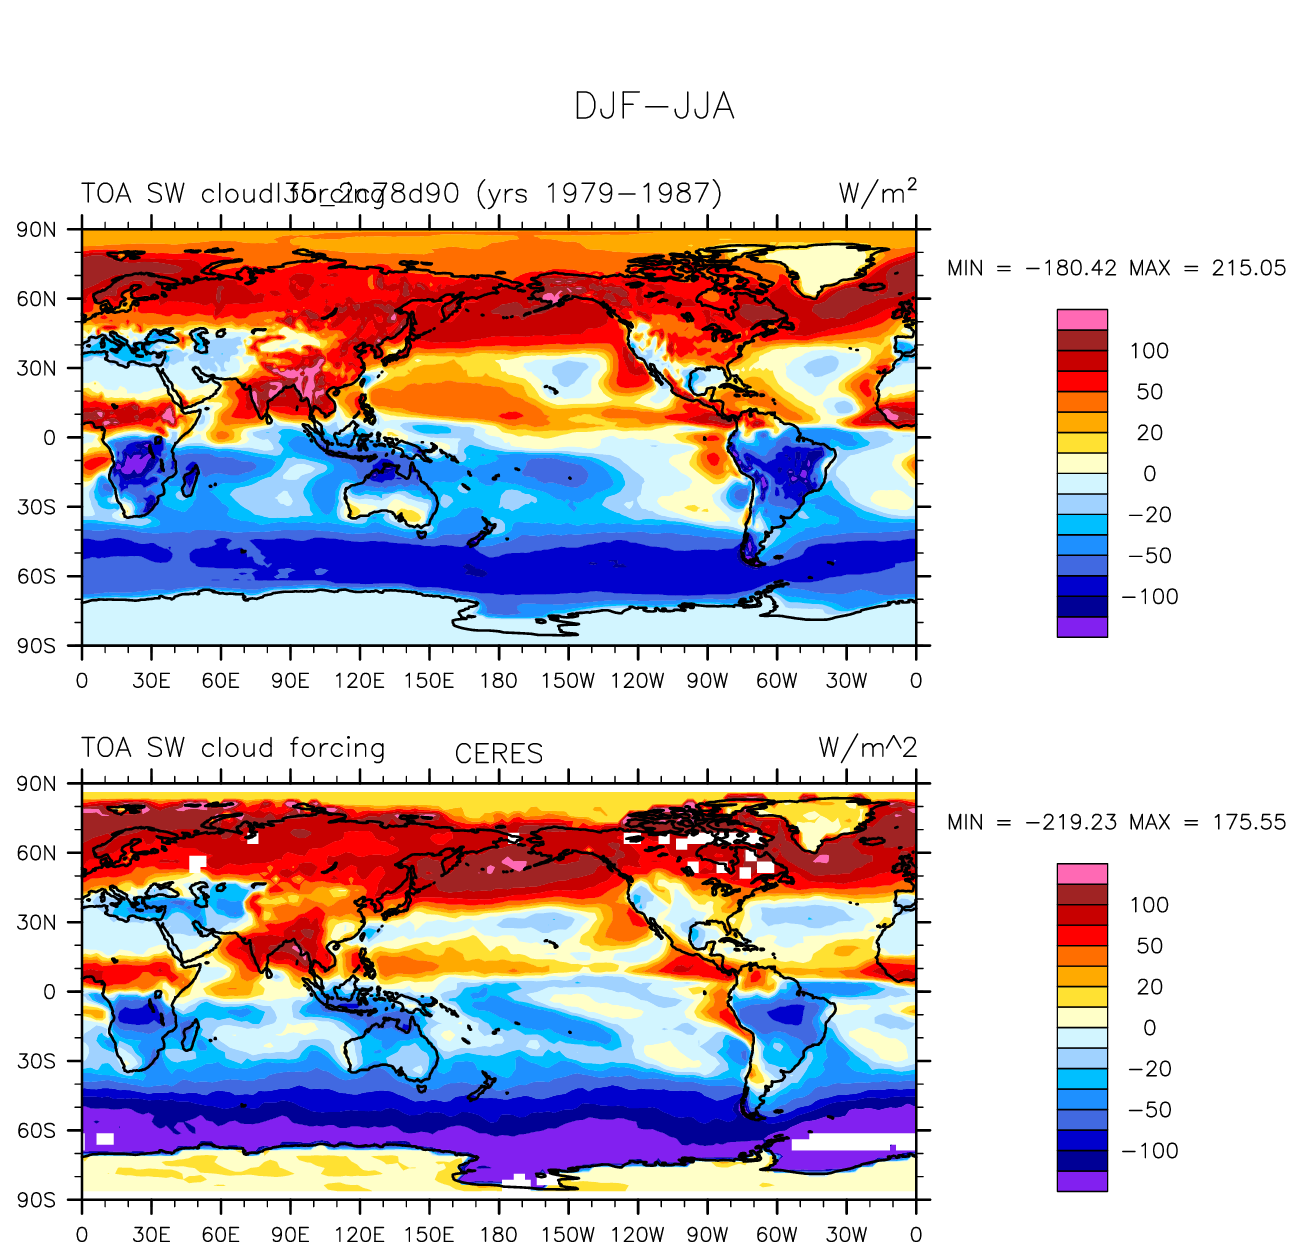 DJF-JJA
TOA SW cloud forcing (yrs 1979-1987) W/m²
90N
60N
30N
0
30S
60S
90S
0 30E 60E 90E 120E 150E 180 150W 120W 90W 60W 30W 0
MIN = -180.42 MAX = 215.05
100
50
20
0
-20
-50
-100
TOA SW cloud forcing CERES W/m^2
90N
60N
30N
0
30S
60S
90S
0 30E 60E 90E 120E 150E 180 150W 120W 90W 60W 30W 0
MIN = -219.23 MAX = 175.55
100
50
20
0
-20
-50
-100